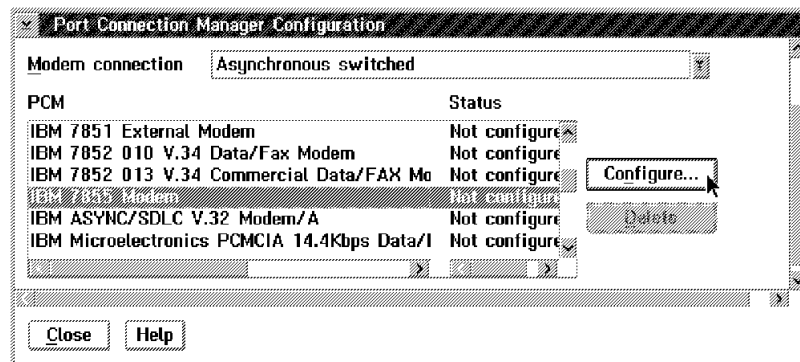 Port Connection Manager Configuration
Modem connection Asynchronous switched
PCM Status
IBM 7851 External Modem Not configure
IBM 7852 010 V.34 Data/Fax Modem Not configure
IBM 7852 013 V.34 Commercial Data/FAX Mo Not configure
IBM 7855 Modem Not configure
IBM ASYNC/SDLC V.32 Modem/A Not configure
IBM Microelectronics PCMCIA 14.4Kbps Data/I Not configure
Configure...
Delete
Close Help